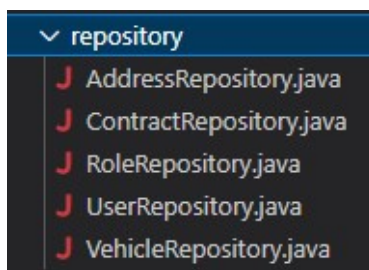 repository
J AddressRepository.java
J ContractRepository.java
J RoleRepository.java
J UserRepository.java
J VehicleRepository.java